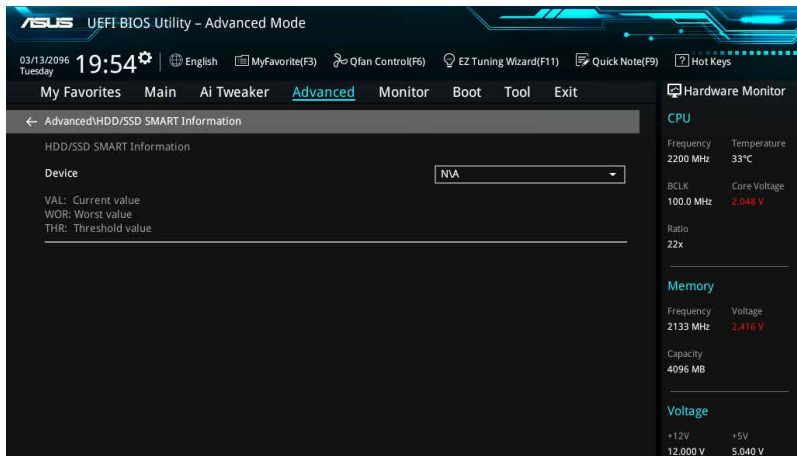 ASUS UEFI BIOS Utility – Advanced Mode
03/13/2096
Tuesday
19:54
English
MyFavorite(F3)
Qfan Control(F6)
EZ Tuning Wizard(F11)
Quick Note(F9)
? Hot Keys
My Favorites Main Ai Tweaker Advanced Monitor Boot Tool Exit
Hardware Monitor
← Advanced\HDD/SSD SMART Information
HDD/SSD SMART Information
Device N\A
VAL: Current value
WOR: Worst value
THR: Threshold value
CPU
Frequency Temperature
2200 MHz 33°C
BCLK Core Voltage
100.0 MHz 2.048 V
Ratio
22x
Memory
Frequency Voltage
2133 MHz 2.416 V
Capacity
4096 MB
Voltage
+12V +5V
12.000 V 5.040 V